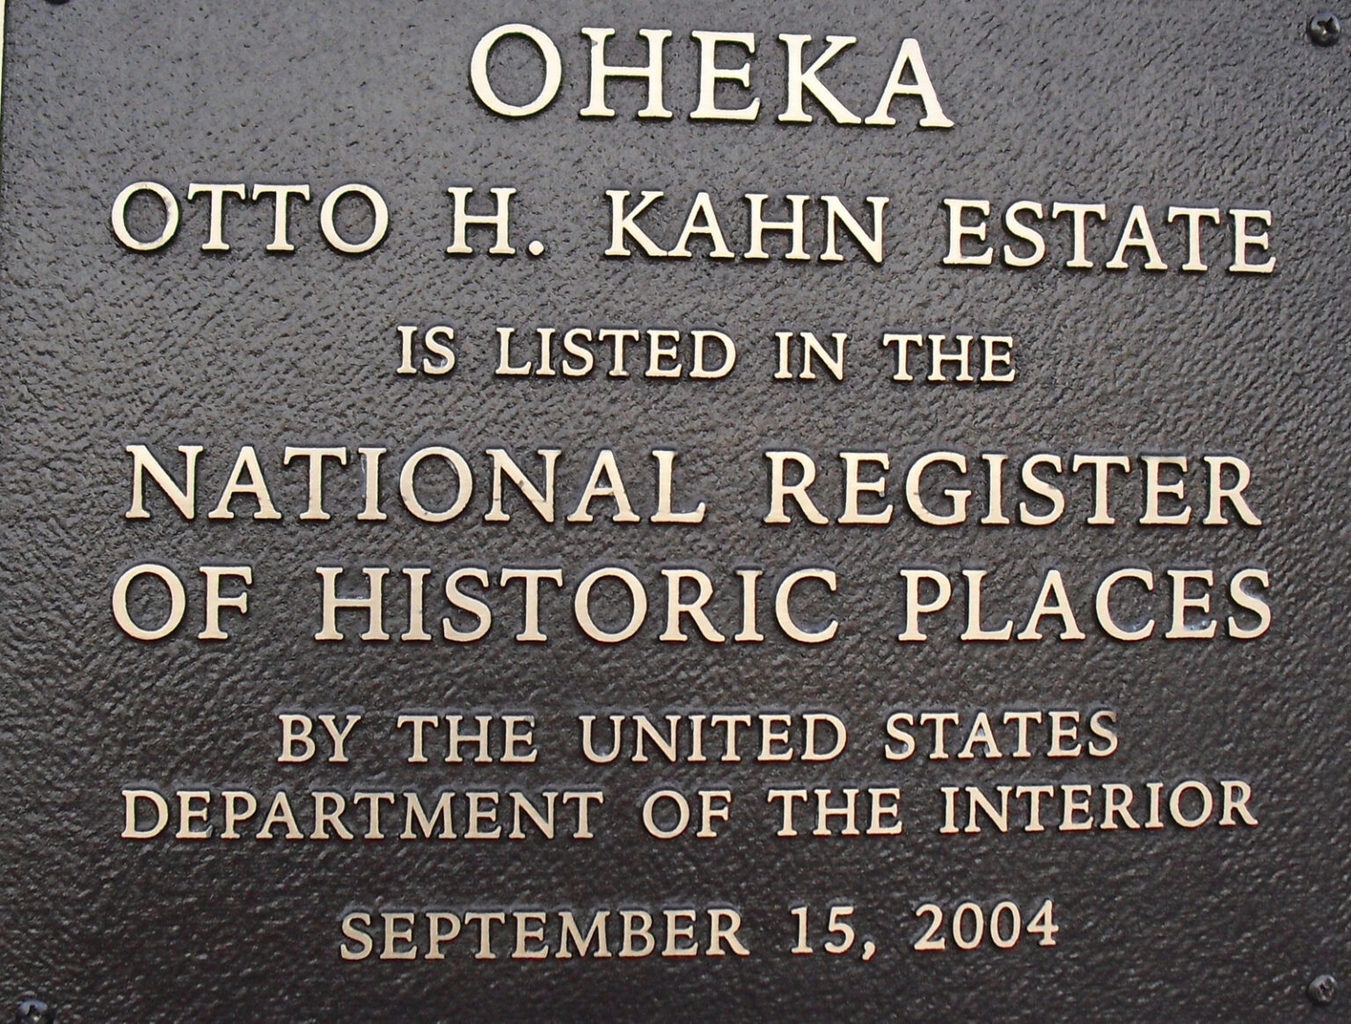 OHEKA
OTTO H. KAHN ESTATE
IS LISTED IN THE
NATIONAL REGISTER
OF HISTORIC PLACES
BY THE UNITED STATES
DEPARTMENT OF THE INTERIOR
SEPTEMBER 15, 2004